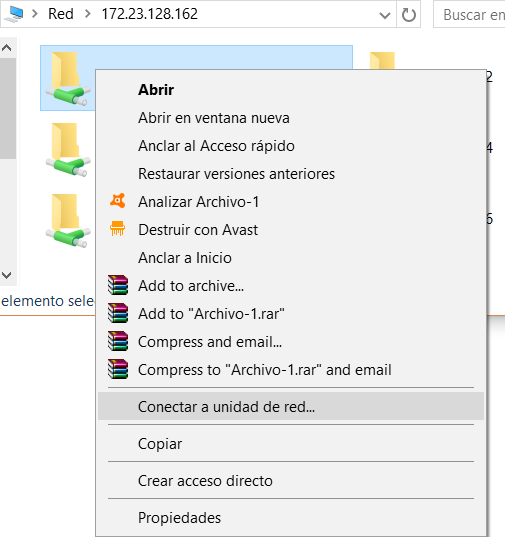 Red > 172.23.128.162
Buscar en
2
Abrir
Abrir en ventana nueva
Anclar al Acceso rápido
4
Restaurar versiones anteriores
Analizar Archivo-1
6
Destruir con Avast
Anclar a Inicio
Add to archive...
elemento sele
Add to "Archivo-1.rar"
Compress and email...
Compress to "Archivo-1.rar" and email
Conectar a unidad de red...
Copiar
Crear acceso directo
Propiedades